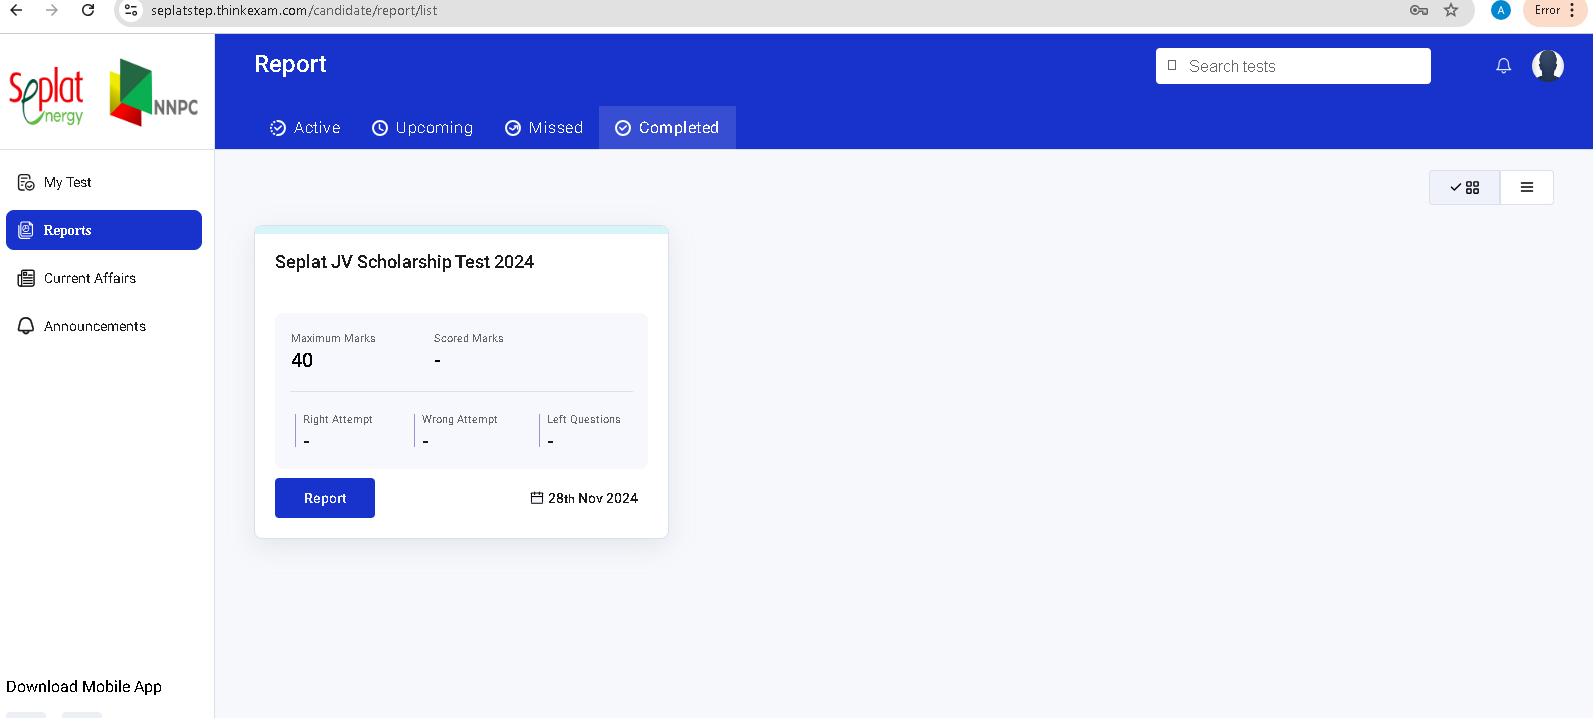 seplatstep.thinkexam.com/candidate/report/list
A
Error
Seplat
energy
NNPC
Report
Search tests
Active
Upcoming
Missed
Completed
My Test
Reports
Current Affairs
Announcements
Seplat JV Scholarship Test 2024
Maximum Marks
Scored Marks
40
-
Right Attempt
Wrong Attempt
Left Questions
-
-
-
Report
28th Nov 2024
Download Mobile App